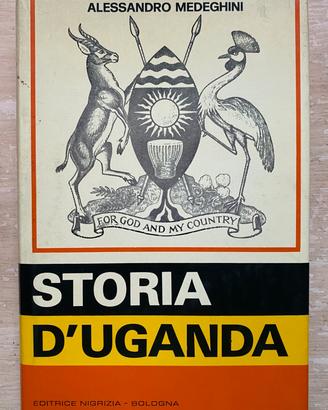 ALESSANDRO MEDEGHINI
FOR GOD AND MY COUNTRY
STORIA
D'UGANDA
EDITRICE NIGRIZIA - BOLOGNA